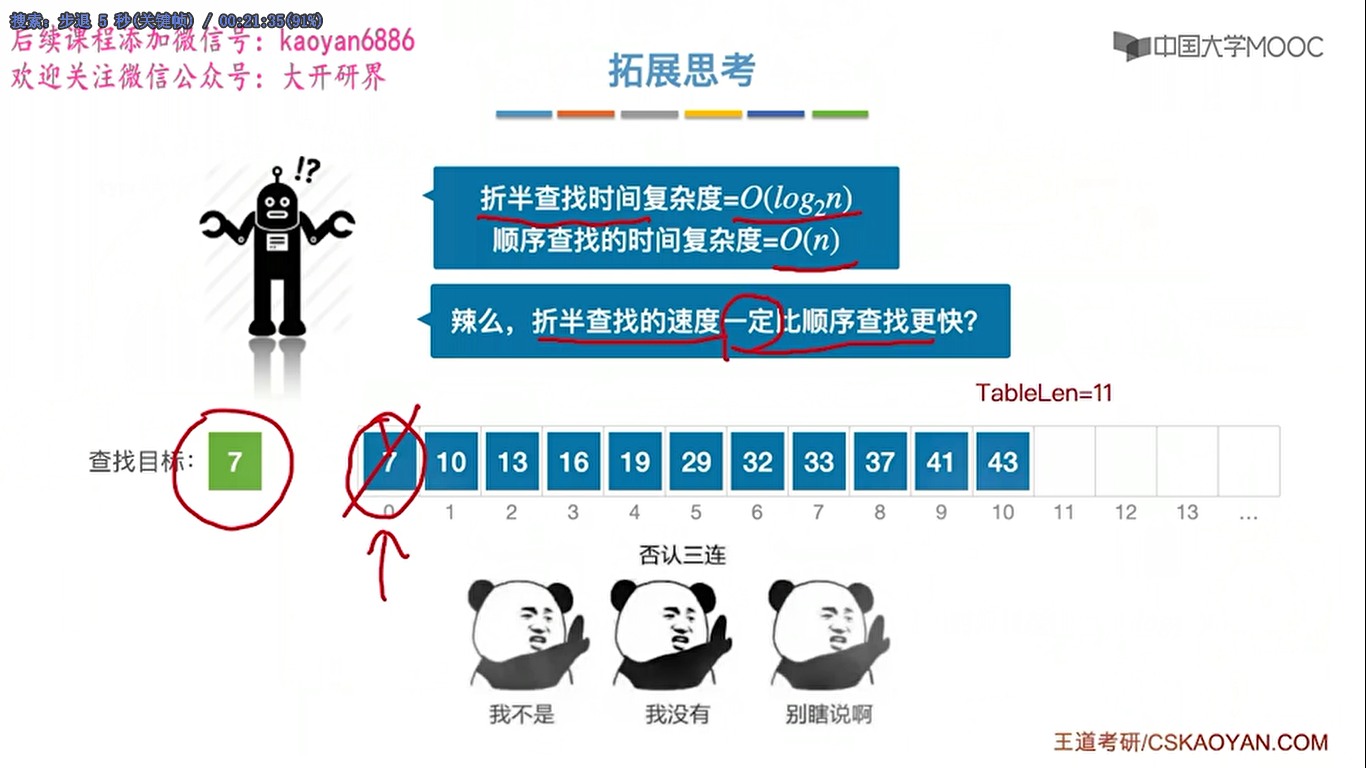 搜索: 步退 5 秒(关键帧) / 00:21:35(91%)
后续课程添加微信号：kaoyan6886
欢迎关注微信公众号：大开研界
中国大学MOOC
拓展思考
!?
折半查找时间复杂度=O(log₂n)
顺序查找的时间复杂度=O(n)
辣么，折半查找的速度一定比顺序查找更快？
TableLen=11
查找目标： 7
7 10 13 16 19 29 32 33 37 41 43
0 1 2 3 4 5 6 7 8 9 10 11 12 13 ...
否认三连
我不是 我没有 别瞎说啊
王道考研/CSKAOYAN.COM